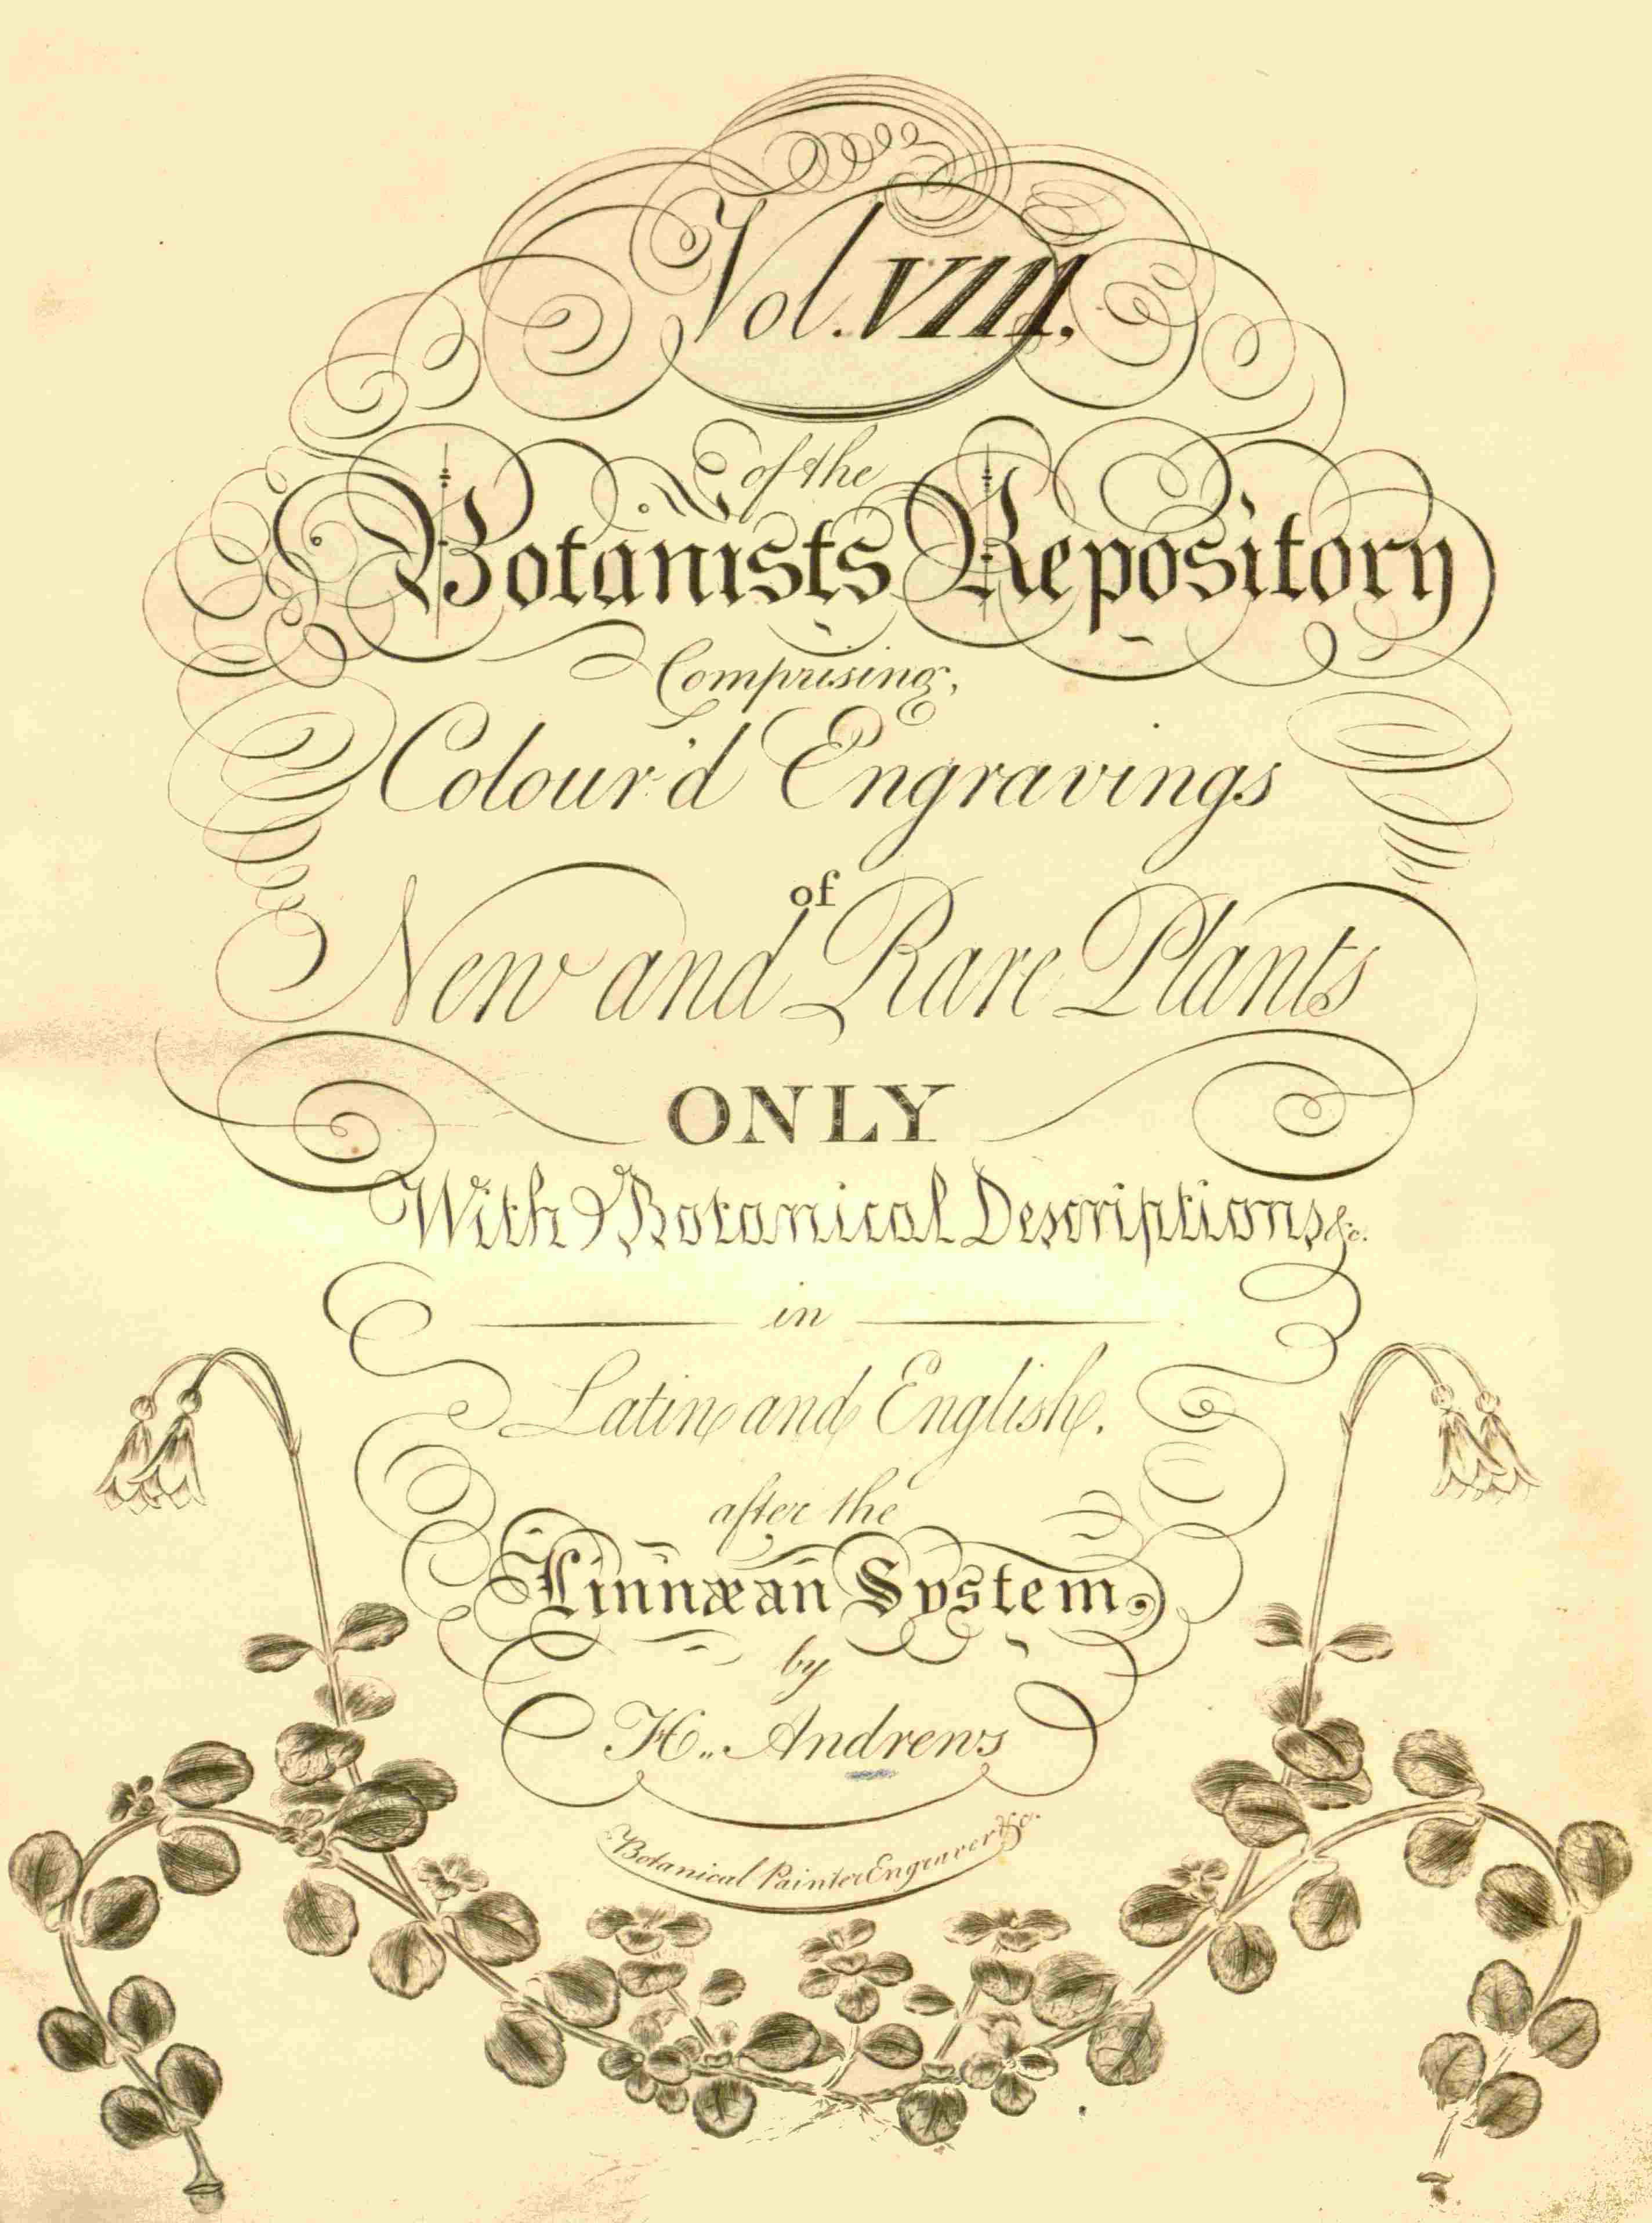 Vol. VIII.
of the
Botanists Repository
Comprising,
Colour'd Engravings
of
New and Rare Plants
ONLY
With Botanical Descriptions &c.
in
Latin and English.
after the
Linnæan System,
by
H. Andrews
Botanical Painter Engraver &c.